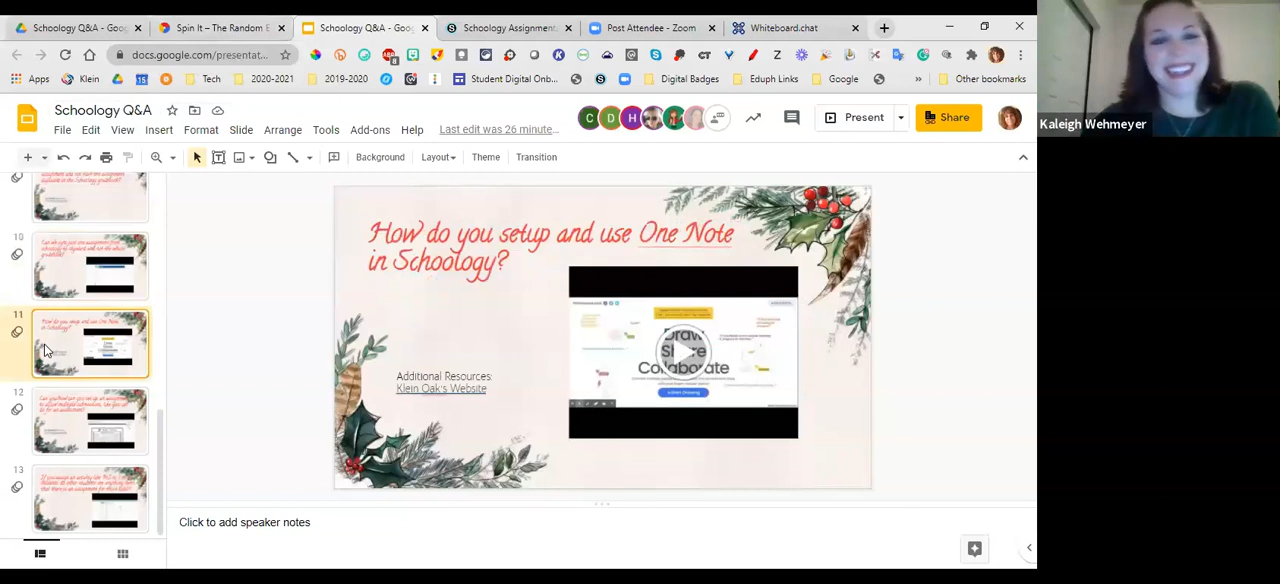 Schoology Q&A - Goog
Spin It – The Random E
Schoology Q&A - Goog
Schoology Assignment
Post Attendee - Zoom
Whiteboard.chat
docs.google.com/presentat...
Apps
Klein
Tech
2020-2021
2019-2020
Student Digital Onb...
Digital Badges
Eduph Links
Google
Other bookmarks
Kaleigh Wehmeyer
Schoology Q&A
File
Edit
View
Insert
Format
Slide
Arrange
Tools
Add-ons
Help
Last edit was 26 minute...
C
D
H
Present
Share
Background
Layout
Theme
Transition
10
11
12
13
How do you setup and use One Note
in Schoology?
Draw
Share
Collaborate
Additional Resources:
Klein Oak's Website
Click to add speaker notes